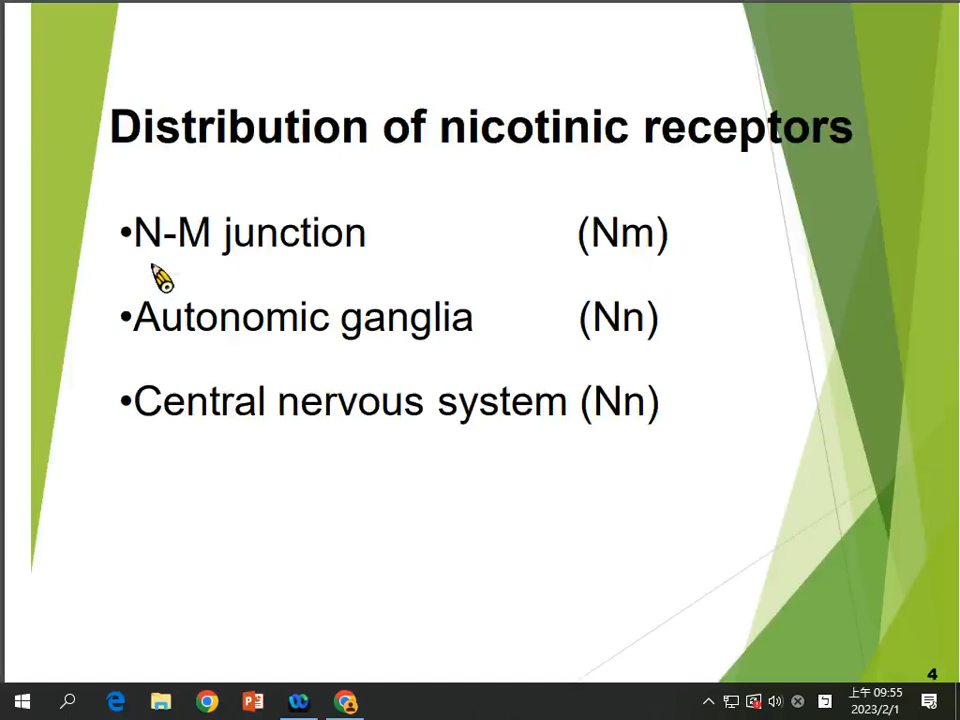 Distribution of nicotinic receptors
•N-M junction (Nm)
•Autonomic ganglia (Nn)
•Central nervous system (Nn)
4
上午 09:55
2023/2/1